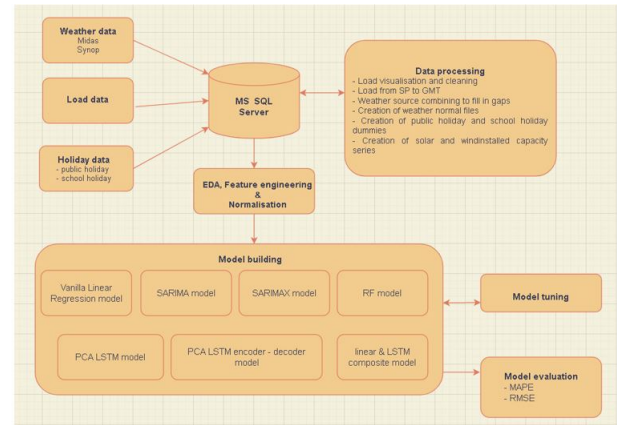 Weather data
Midas
Synop
Load data
Holiday data
- public holiday
- school holiday
MS SQL
Server
Data processing
- Load visualisation and cleaning
- Load from SP to GMT
- Weather source combining to fill in gaps
- Creation of weather normal files
- Creation of public holiday and school holiday
dummies
- Creation of solar and windinstalled capacity
series
EDA, Feature engineering
&
Normalisation
Model building
Vanilla Linear
Regression model
SARIMA model
SARIMAX model
RF model
PCA LSTM model
PCA LSTM encoder - decoder
model
linear & LSTM
composite model
Model tuning
Model evaluation
- MAPE
- RMSE